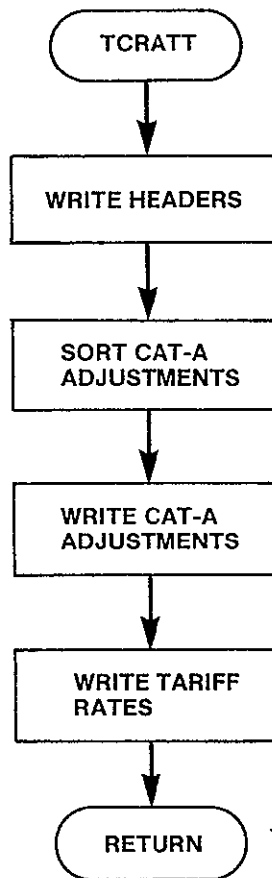 TCRATT
WRITE HEADERS
SORT CAT-A
ADJUSTMENTS
WRITE CAT-A
ADJUSTMENTS
WRITE TARIFF
RATES
RETURN